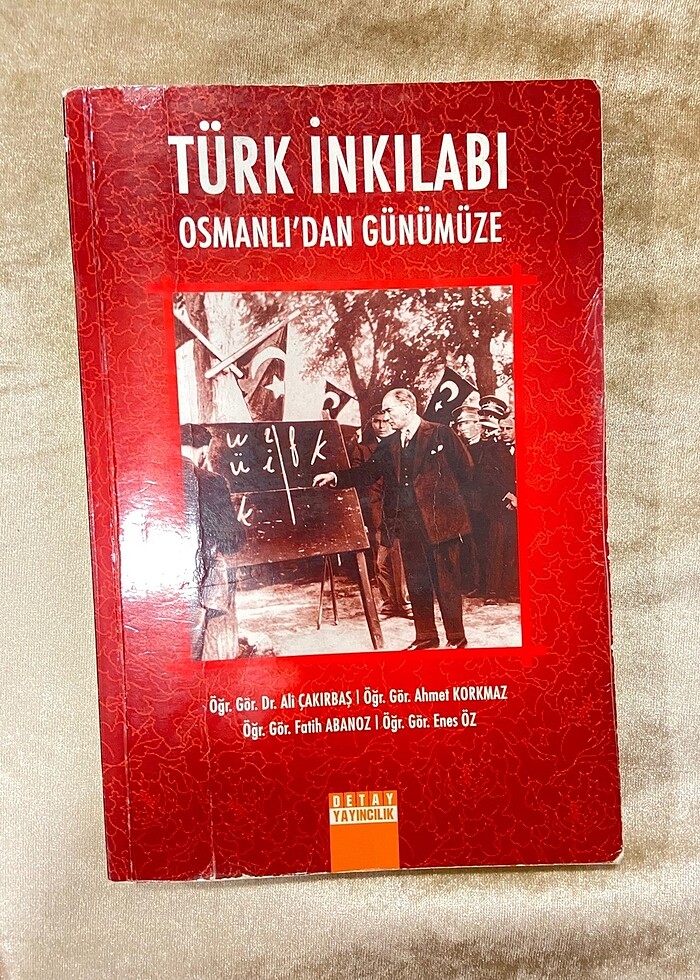 TÜRK İNKILABI
OSMANLI'DAN GÜNÜMÜZE
ü i f k
k
Öğr. Gör. Dr. Ali ÇAKIRBAŞ | Öğr. Gör. Ahmet KORKMAZ
Öğr. Gör. Fatih ABANOZ | Öğr. Gör. Enes ÖZ
DETAY
YAYINCILIK